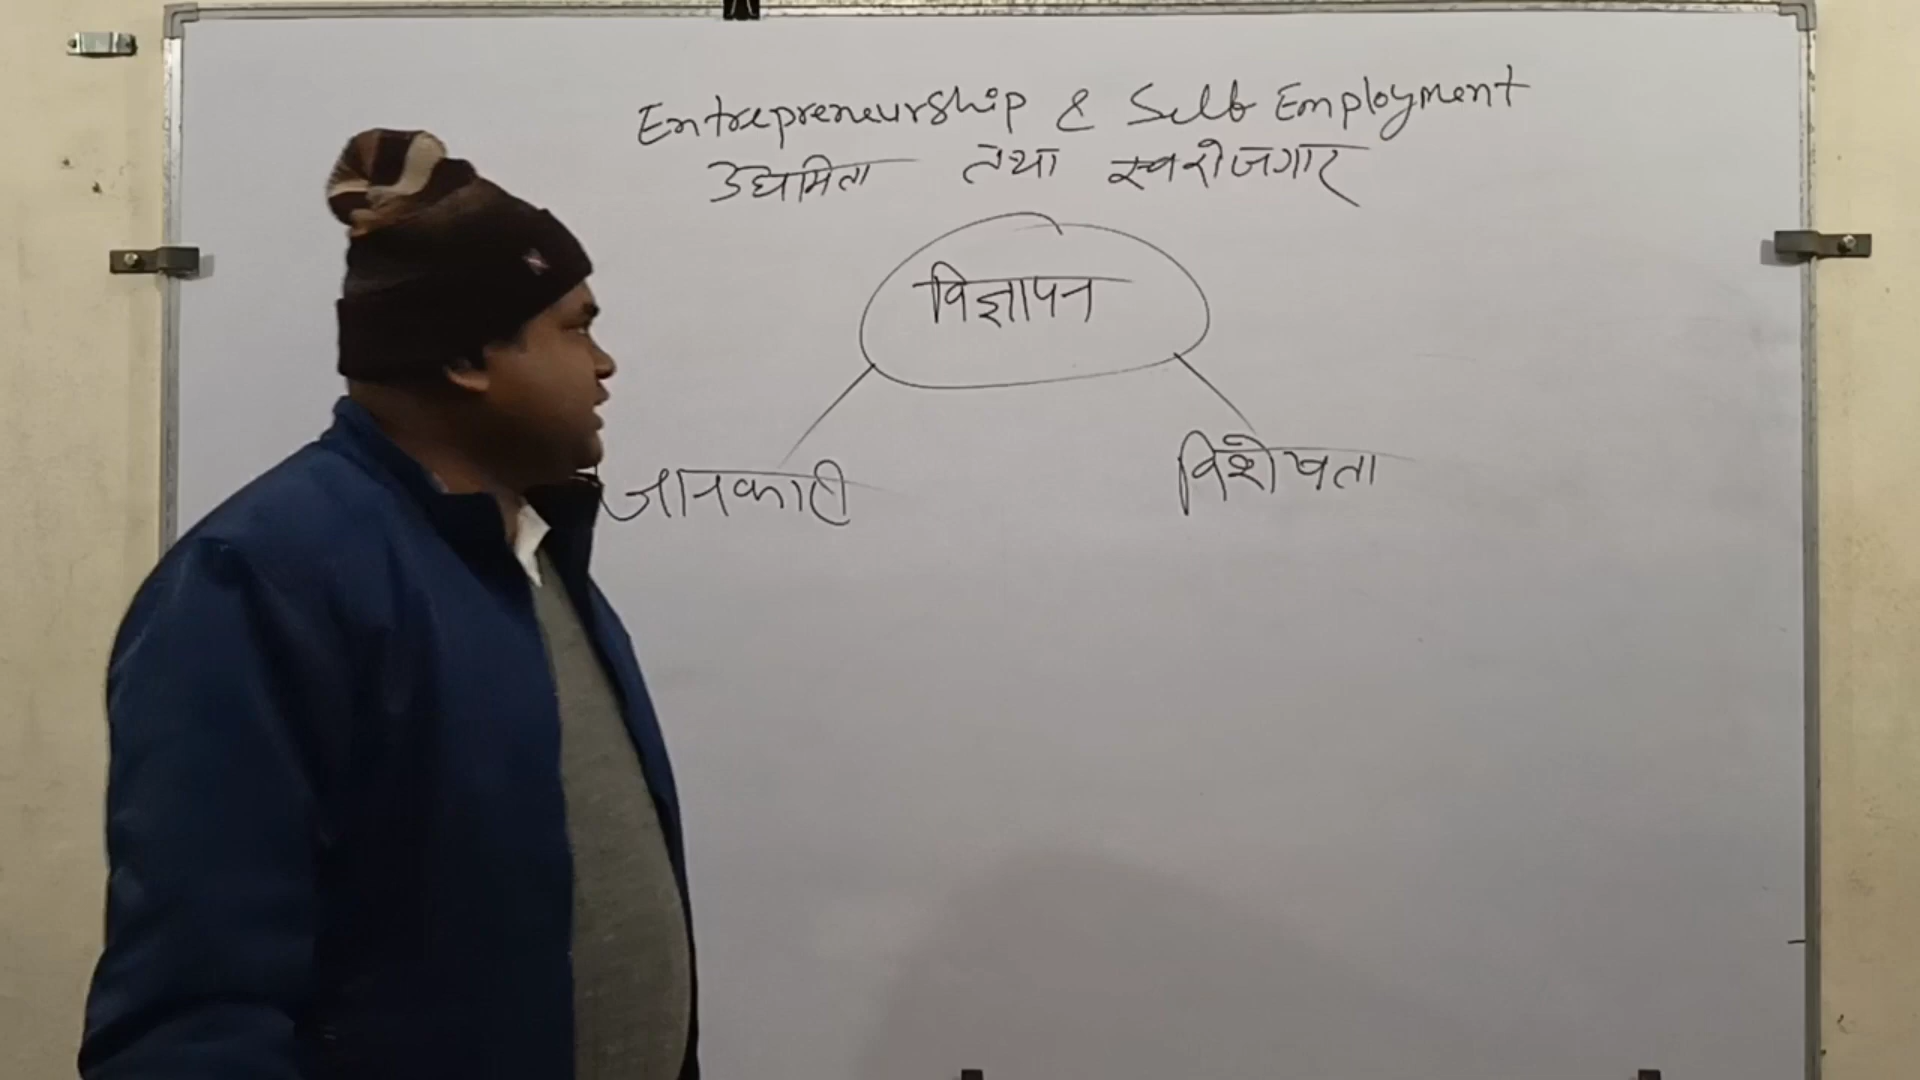 Entrepreneurship & Self Employment
उद्यमिता तथा स्वरोजगार
विज्ञापन
जानकारी विशेषता